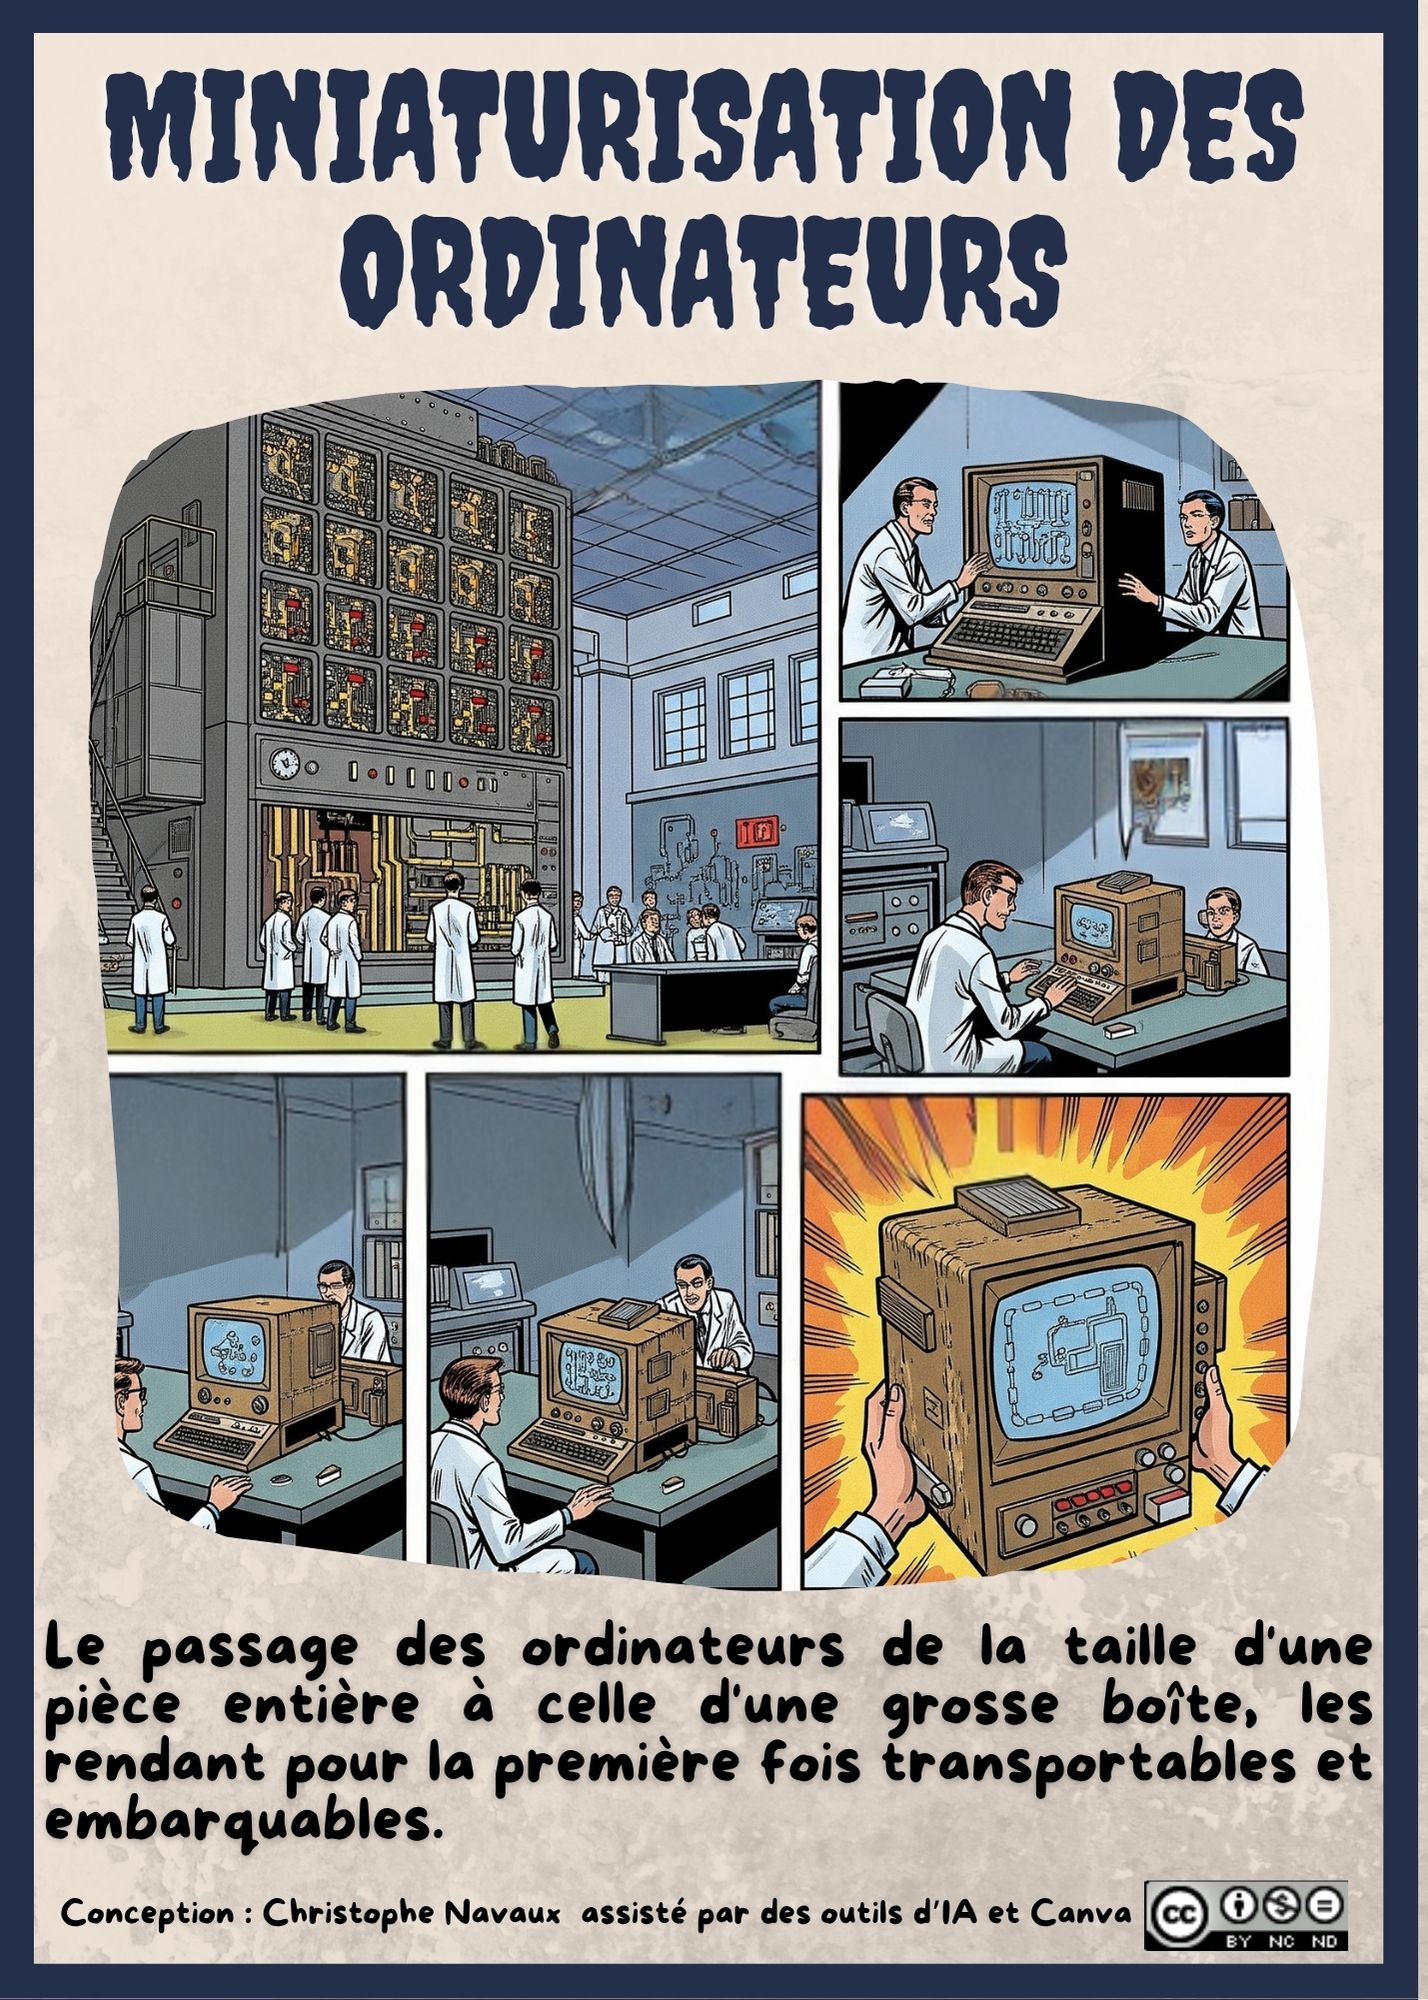 MINIATURISATION DES
ORDINATEURS
Le passage des ordinateurs de la taille d'une
pièce entière à celle d'une grosse boîte, les
rendant pour la première fois transportables et
embarquables.
Conception : Christophe Navaux assisté par des outils d'IA et Canva
cc
BY NC ND